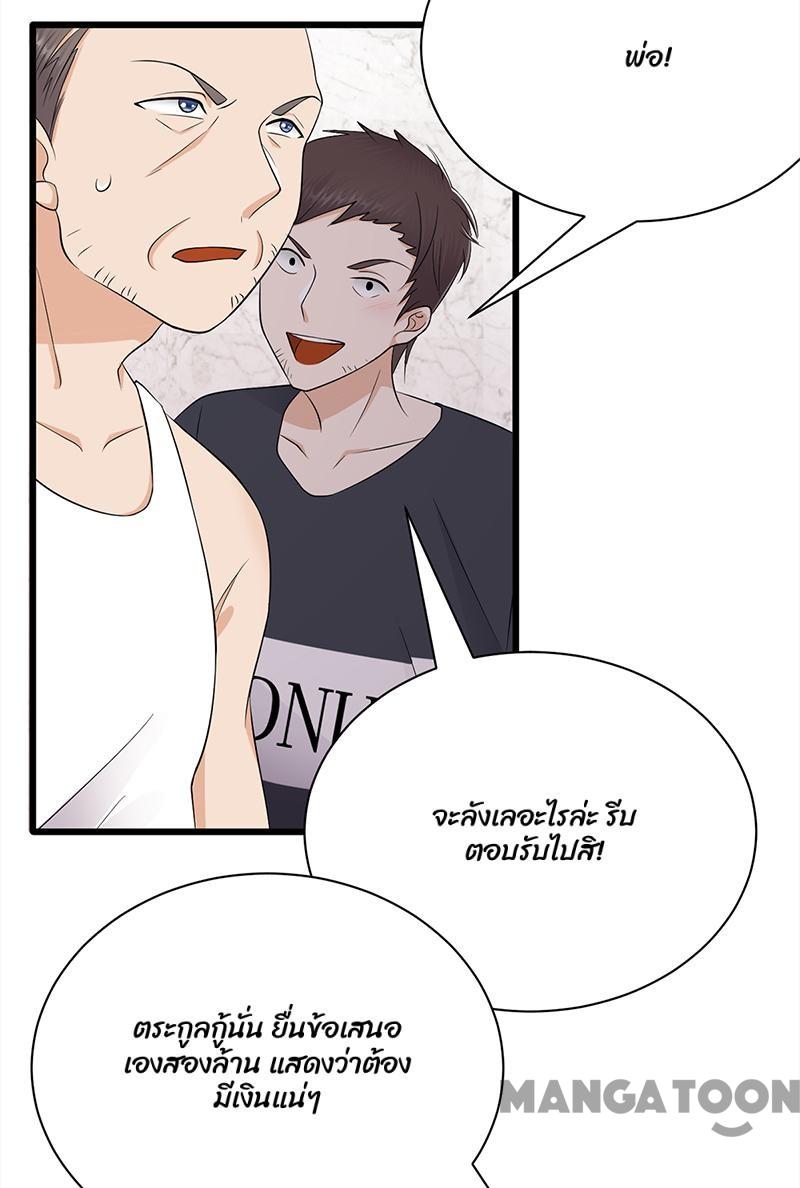 พ่อ!
จะลังเลอะไรล่ะ รีบ
ตอบรับไปสิ!
ตระกูลกู้นั่น ยื่นข้อเสนอ
เองสองล้าน แสดงว่าต้อง
มีเงินแน่ๆ
MANGATOON